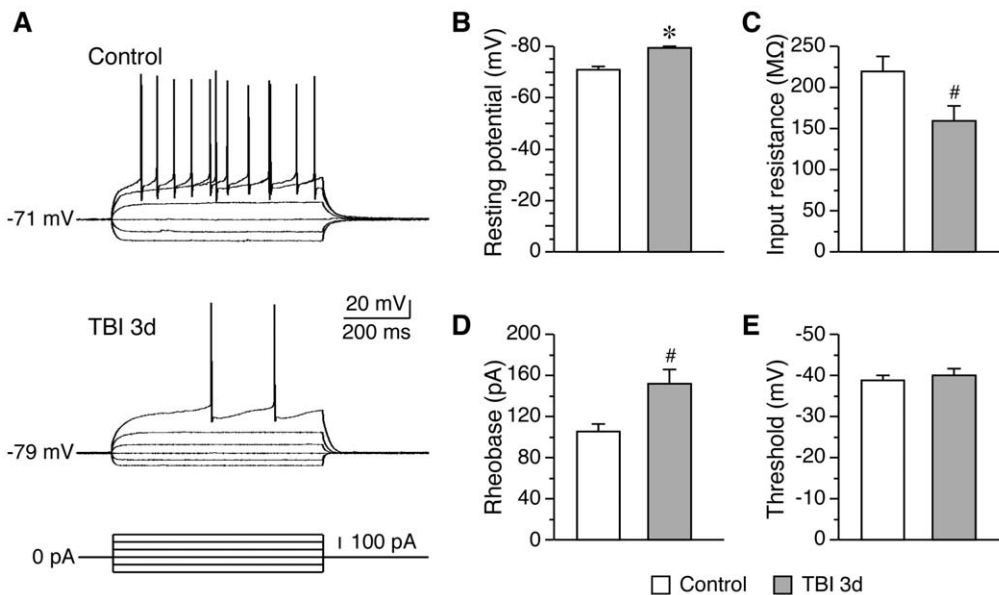 A
Control
-71 mV
TBI 3d
20 mV
200 ms
-79 mV
0 pA
100 pA
B
Resting potential (mV)
-80
-60
-40
-20
0
*
C
Input resistance (MΩ)
250
200
150
100
50
0
#
D
Rheobase (pA)
200
160
120
80
40
0
#
E
Threshold (mV)
-50
-40
-30
-20
-10
0
Control
TBI 3d